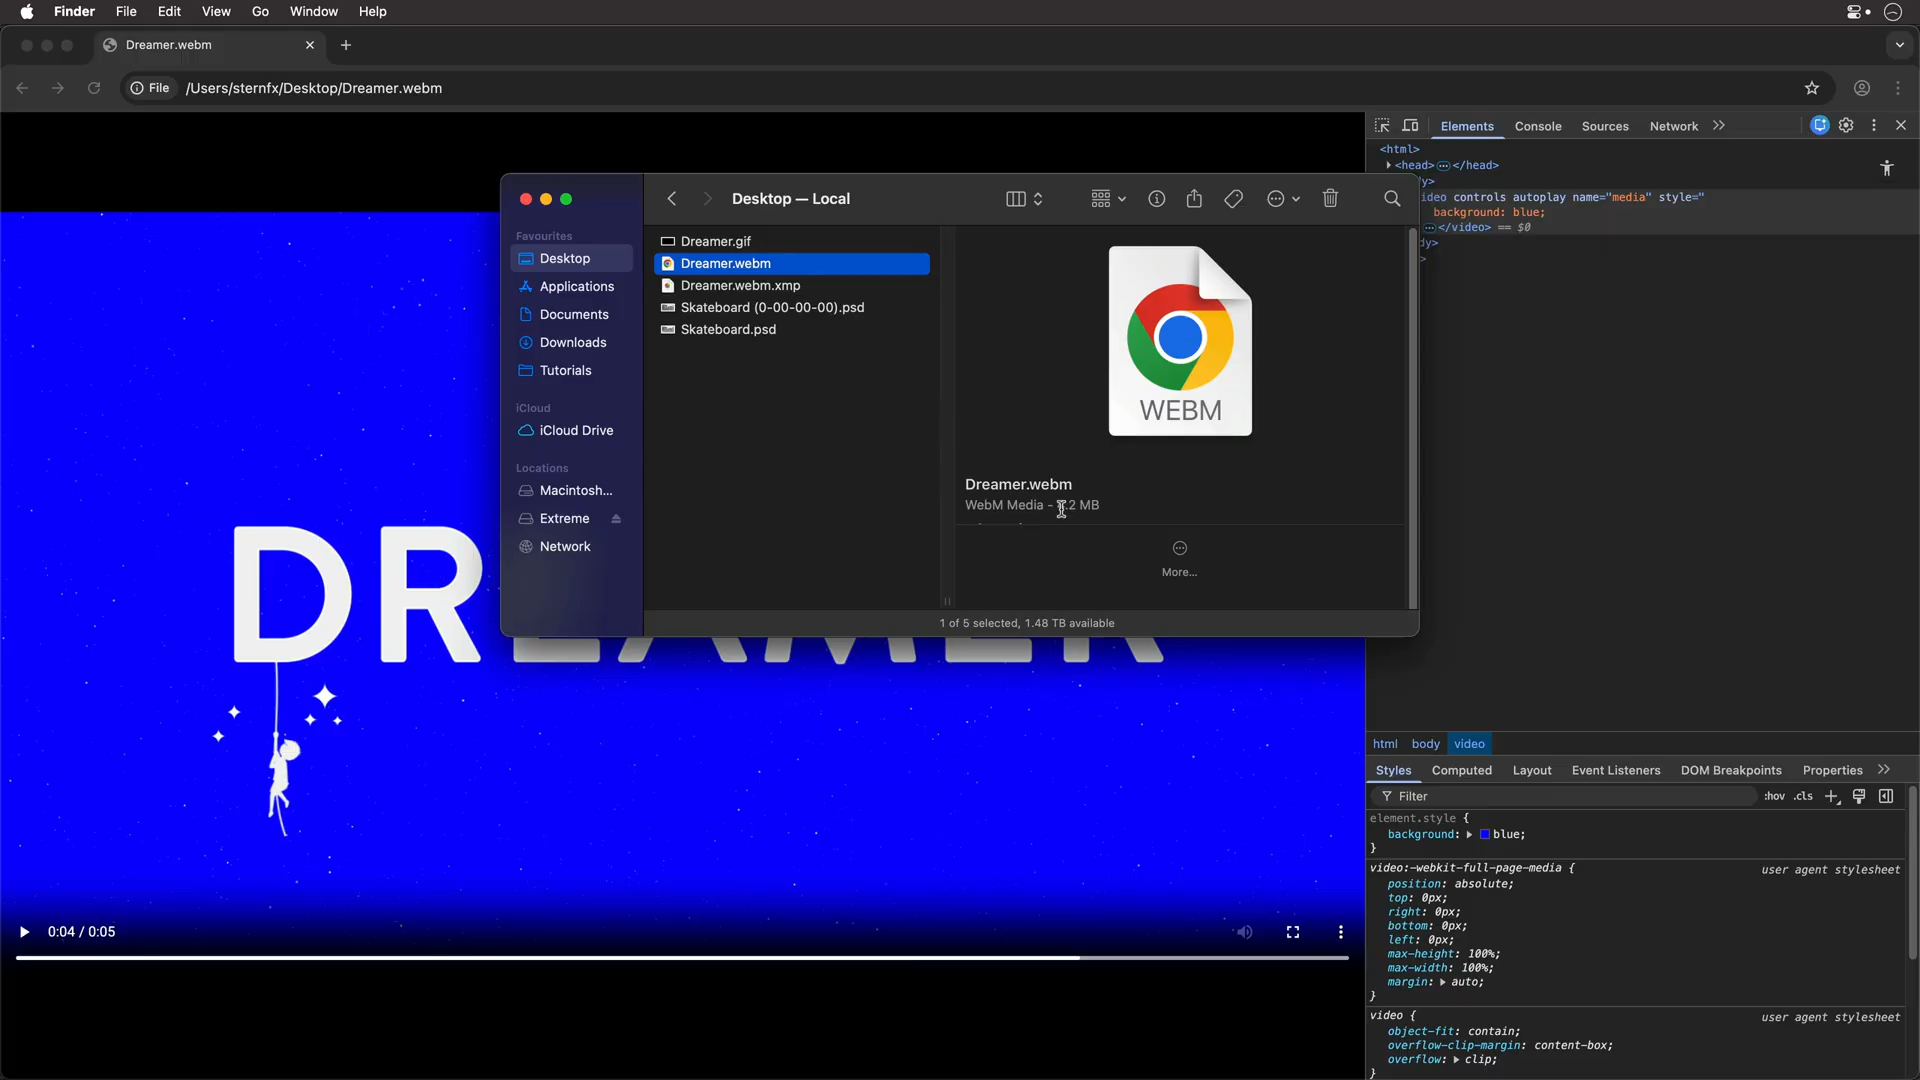 Finder File Edit View Go Window Help
Dreamer.webm
File /Users/sternfx/Desktop/Dreamer.webm
Elements Console Sources Network
<html>
<head> </head>
dy>
ideo controls autoplay name="media" style="
background: blue;
</video> == $0
dy>
>
Desktop — Local
Favourites
Desktop
Applications
Documents
Downloads
Tutorials
iCloud
iCloud Drive
Locations
Macintosh...
Extreme
Network
Dreamer.gif
Dreamer.webm
Dreamer.webm.xmp
Skateboard (0-00-00-00).psd
Skateboard.psd
WEBM
Dreamer.webm
WebM Media - .2 MB
More...
1 of 5 selected, 1.48 TB available
DREAMER
0:04 / 0:05
html body video
Styles Computed Layout Event Listeners DOM Breakpoints Properties
Filter :hov .cls
element.style {
background: blue;
}
video:-webkit-full-page-media { user agent stylesheet
position: absolute;
top: 0px;
right: 0px;
bottom: 0px;
left: 0px;
max-height: 100%;
max-width: 100%;
margin: auto;
}
video { user agent stylesheet
object-fit: contain;
overflow-clip-margin: content-box;
overflow: clip;
}